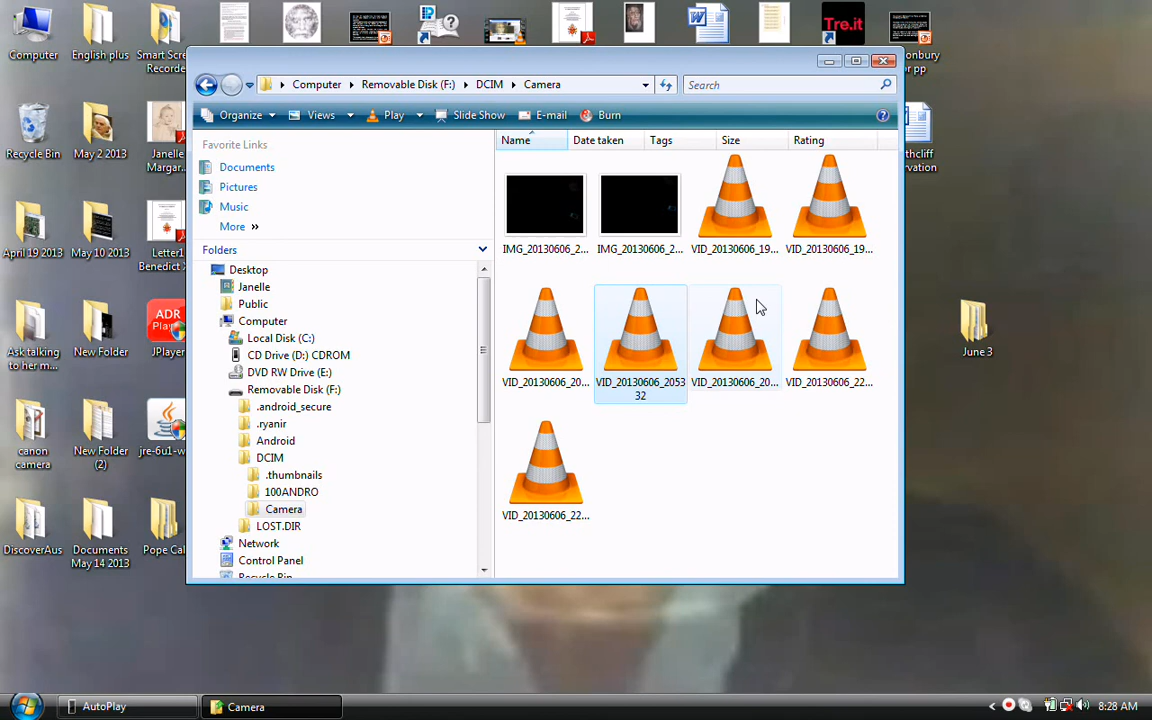 Computer
English plus
Smart Scre...
Recorde...
Tre.it
Recycle Bin
May 2 2013
Janelle
Margar...
April 19 2013
May 10 2013
Letter1
Benedict X
Ask talking
to her m...
New Folder
ADR
Play
JPlayer
canon
camera
New Folder
(2)
jre-6u1-w
DiscoverAus
Documents
May 14 2013
Pope Cal
June 3
Computer
Removable Disk (F:)
DCIM
Camera
Search
Organize
Views
Play
Slide Show
E-mail
Burn
Favorite Links
Documents
Pictures
Music
More »
Folders
Desktop
Janelle
Public
Computer
Local Disk (C:)
CD Drive (D:) CDROM
DVD RW Drive (E:)
Removable Disk (F:)
.android_secure
.ryanir
Android
DCIM
.thumbnails
100ANDRO
Camera
LOST.DIR
Network
Control Panel
Recycle Bin
Name
Date taken
Tags
Size
Rating
IMG_20130606_2...
IMG_20130606_2...
VID_20130606_19...
VID_20130606_19...
VID_20130606_20...
VID_20130606_2053
32
VID_20130606_20...
VID_20130606_22...
VID_20130606_22...
AutoPlay
Camera
8:28 AM